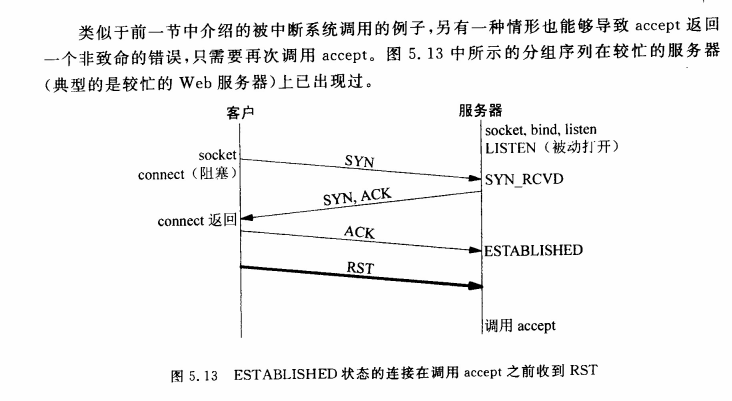 类似于前一节中介绍的被中断系统调用的例子,另有一种情形也能够导致 accept 返回
一个非致命的错误,只需要再次调用 accept。图 5.13 中所示的分组序列在较忙的服务器
(典型的是较忙的 Web 服务器)上已出现过。
客户
服务器
socket, bind, listen
LISTEN（被动打开）
socket
connect（阻塞）
SYN
SYN_RCVD
SYN, ACK
connect 返回
ACK
ESTABLISHED
RST
调用 accept
图 5.13 ESTABLISHED 状态的连接在调用 accept 之前收到 RST